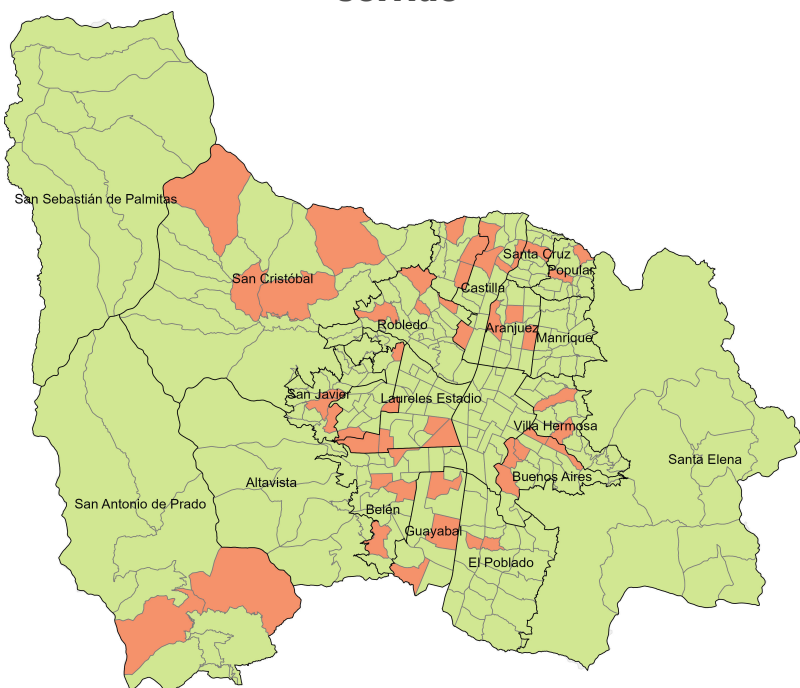 San Sebastián de Palmitas
San Cristóbal
Santa Cruz
Popular
Castilla
Robledo
Aranjuez
Manrique
San Javier
Laureles Estadio
Villa Hermosa
Santa Elena
Altavista
Buenos Aires
San Antonio de Prado
Belén
Guayabal
El Poblado